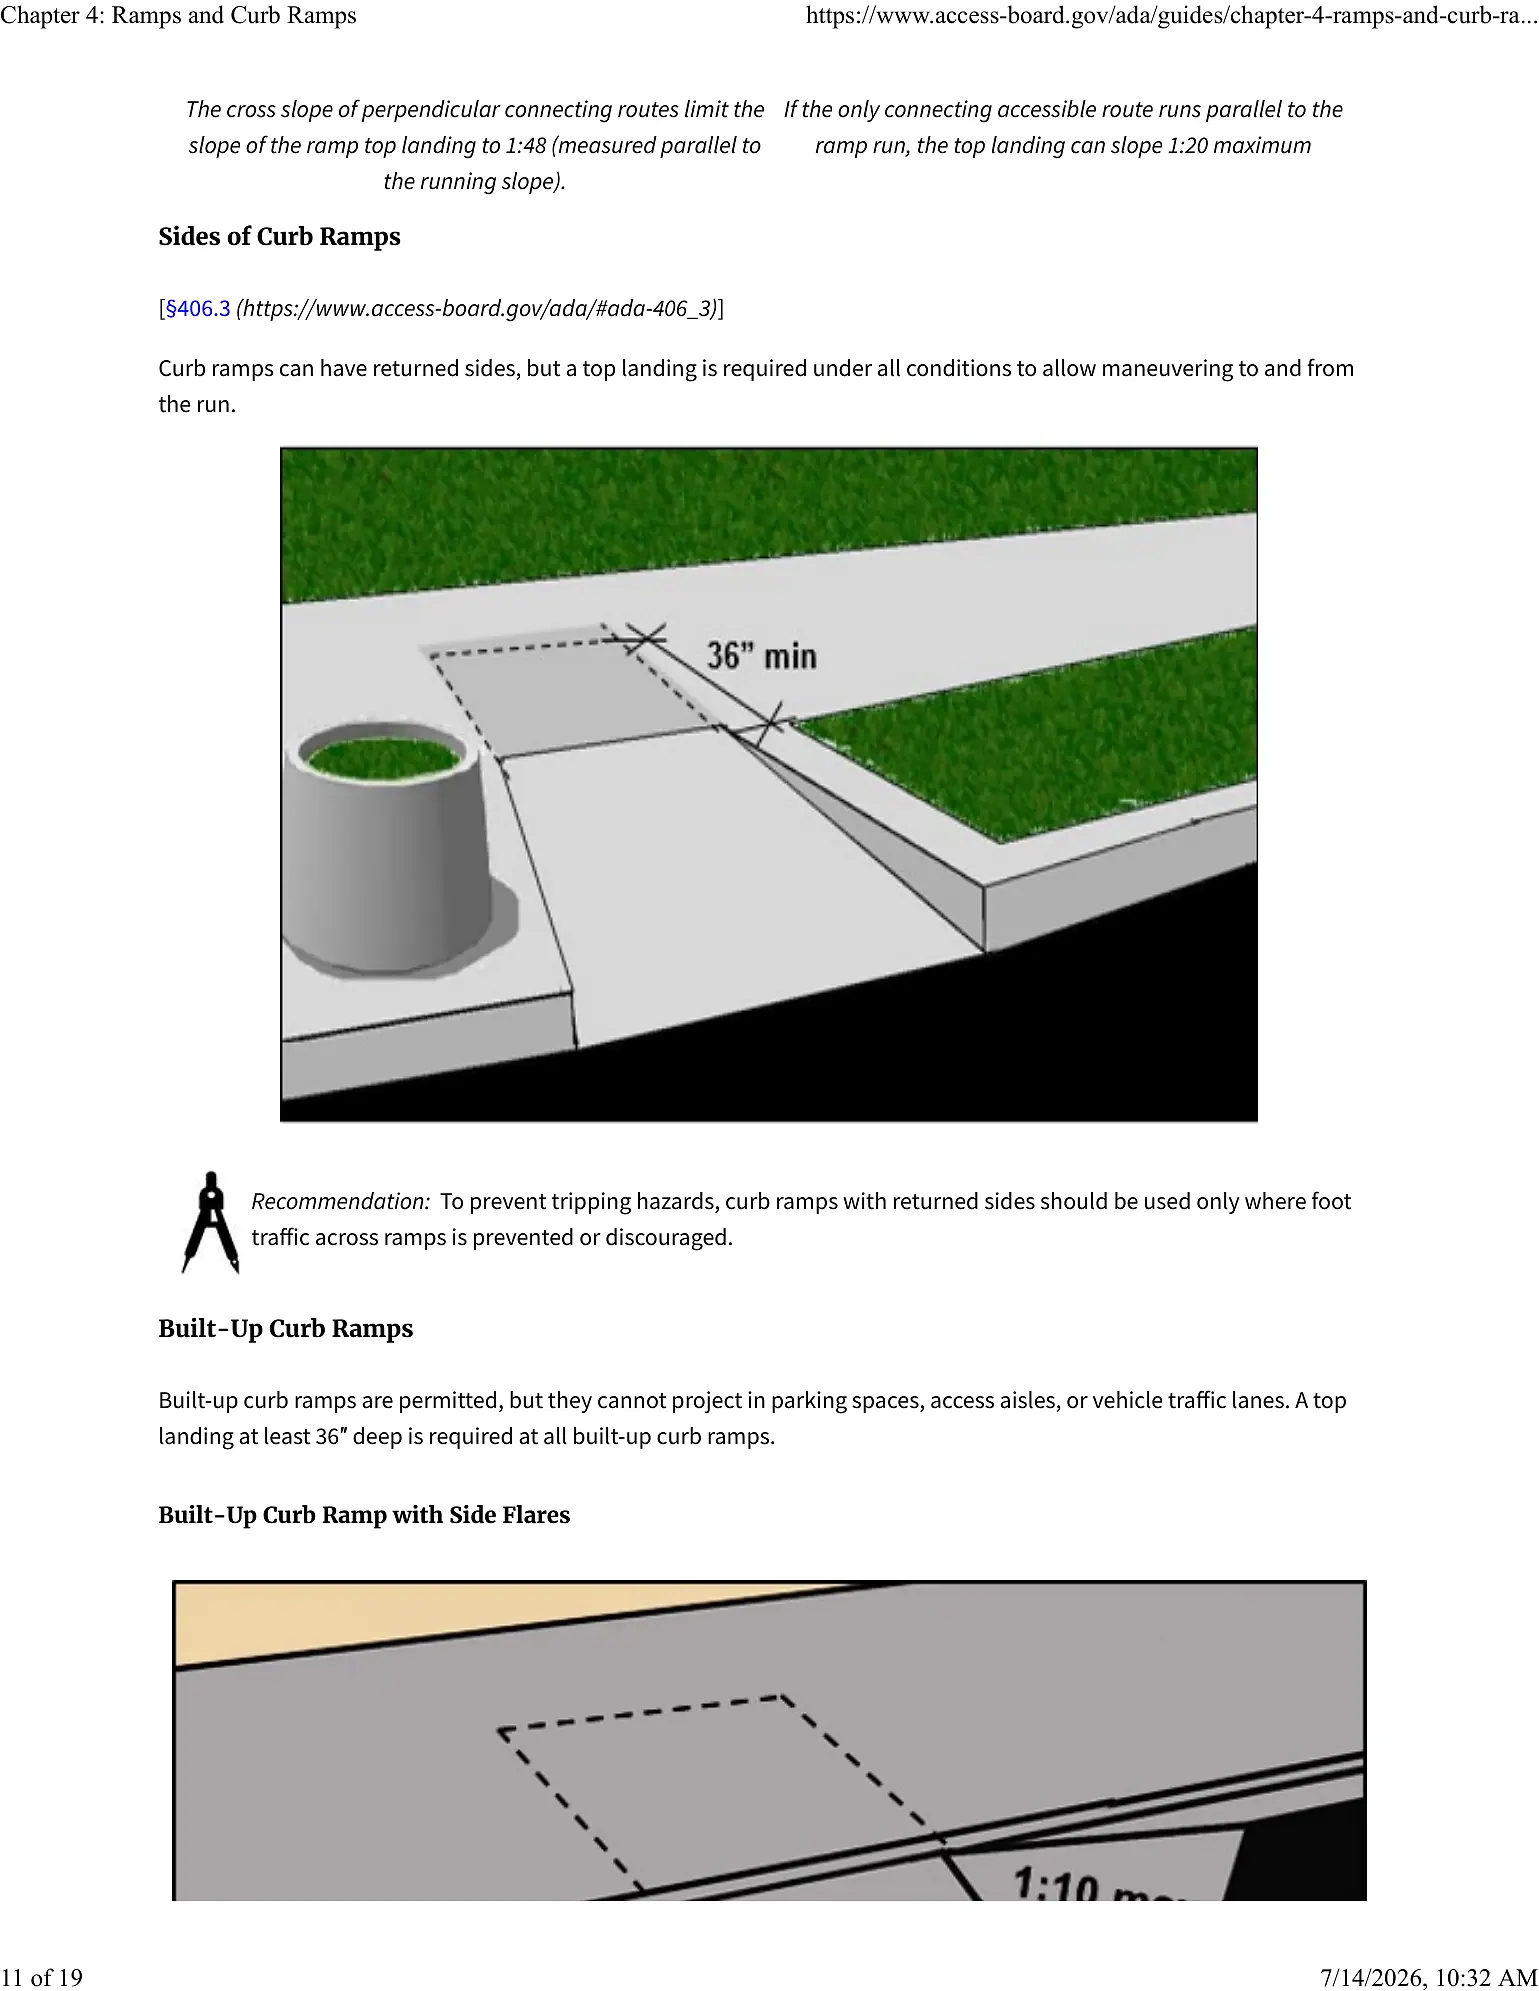 Chapter 4: Ramps and Curb Ramps
https://www.access-board.gov/ada/guides/chapter-4-ramps-and-curb-ra...
The cross slope of perpendicular connecting routes limit the
slope of the ramp top landing to 1:48 (measured parallel to
the running slope).
If the only connecting accessible route runs parallel to the
ramp run, the top landing can slope 1:20 maximum
Sides of Curb Ramps
[§406.3 (https://www.access-board.gov/ada/#ada-406_3)]
Curb ramps can have returned sides, but a top landing is required under all conditions to allow maneuvering to and from
the run.
36” min
Recommendation: To prevent tripping hazards, curb ramps with returned sides should be used only where foot
traffic across ramps is prevented or discouraged.
Built-Up Curb Ramps
Built-up curb ramps are permitted, but they cannot project in parking spaces, access aisles, or vehicle traffic lanes. A top
landing at least 36″ deep is required at all built-up curb ramps.
Built-Up Curb Ramp with Side Flares
1:10
11 of 19
7/14/2026, 10:32 AM